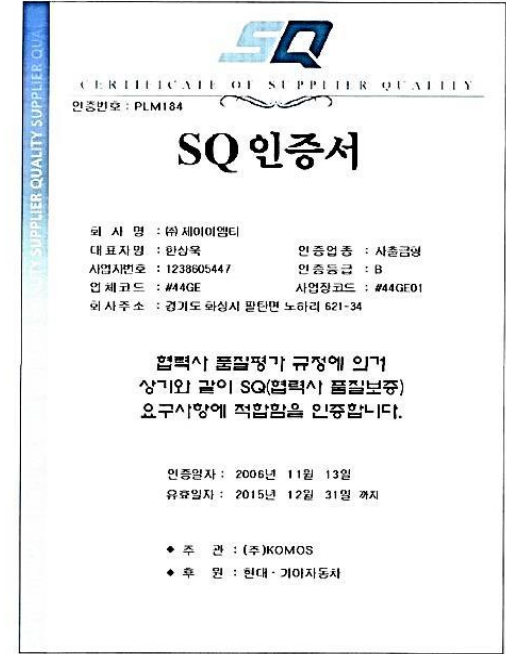 SQ
CERTIFICATE OF SUPPLIER QUALITY
인증번호 : PLM184
SQ 인증서
회 사 명 : ㈜ 제이이엠티
대표자명 : 한상욱 인증업종 : 사출금형
사업자번호 : 1238605447 인증등급 : B
업체코드 : #44GE 사업장코드 : #44GE01
회사주소 : 경기도 화성시 팔탄면 노하리 621-34
협력사 품질평가 규정에 의거
상기와 같이 SQ(협력사 품질보증)
요구사항에 적합함을 인증합니다.
인증일자 : 2006년 11월 13일
유효일자 : 2015년 12월 31일 까지
◆ 주 관 : (주)KOMOS
◆ 후 원 : 현대 · 기아자동차
SUPPLIER QUALITY SUPPLIER QUA